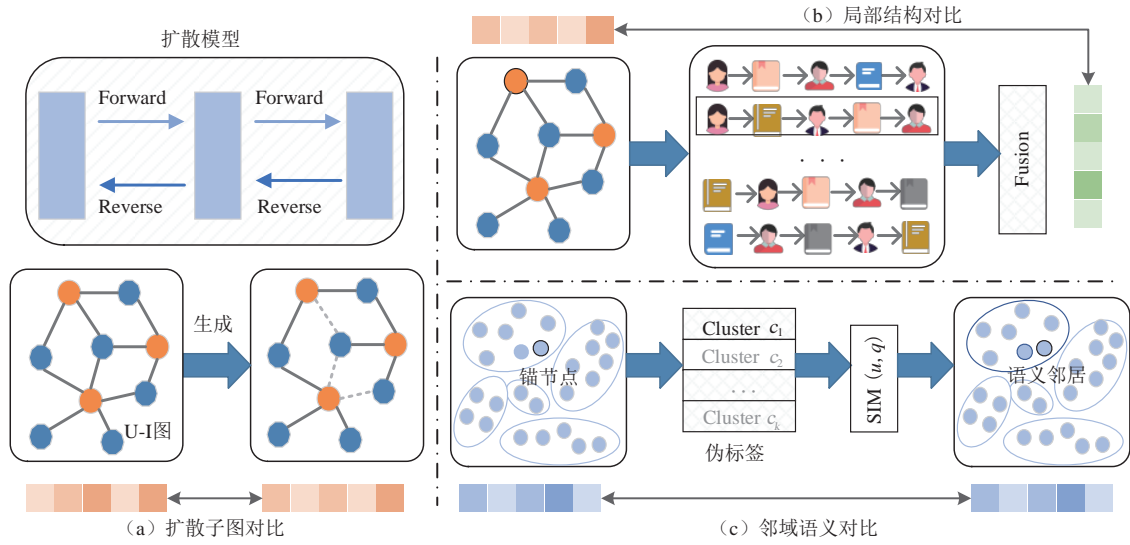 扩散模型
Forward
Forward
Reverse
Reverse
生成
U-I图
(a)扩散子图对比
(b)局部结构对比
. . .
Fusion
锚节点
Cluster c1
Cluster c2
. . .
Cluster ck
伪标签
SIM (u, q)
语义邻居
(c)邻域语义对比